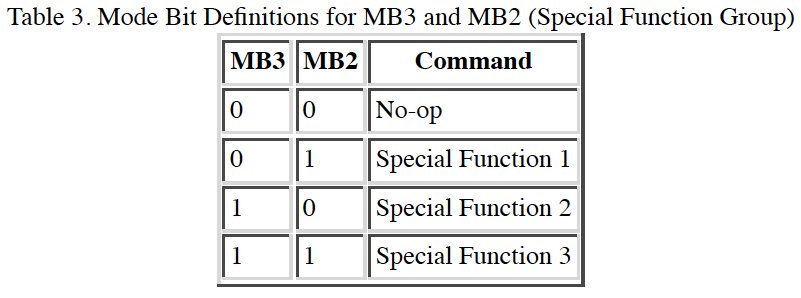 Table 3. Mode Bit Definitions for MB3 and MB2 (Special Function Group)
MB3 MB2 Command
0 0 No-op
0 1 Special Function 1
1 0 Special Function 2
1 1 Special Function 3